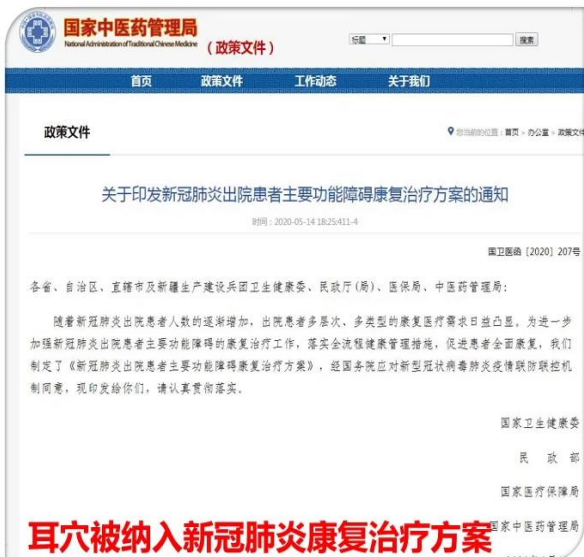 国家中医药管理局
National Administration of Traditional Chinese Medicine
(政策文件)
标题
搜索
首页 政策文件 工作动态 关于我们
政策文件
您当前的位置：首页 > 办公室 > 政策文件
关于印发新冠肺炎出院患者主要功能障碍康复治疗方案的通知
时间：2020-05-14 18:25:411-4
国卫医函〔2020〕207号
各省、自治区、直辖市及新疆生产建设兵团卫生健康委、民政厅(局)、医保局、中医药管理局:
随着新冠肺炎出院患者人数的逐渐增加，出院患者多层次、多类型的康复医疗需求日益凸显。为进一步
加强新冠肺炎出院患者主要功能障碍的康复治疗工作，落实全流程健康管理措施，促进患者全面康复，我们
制定了《新冠肺炎出院患者主要功能障碍康复治疗方案》，经国务院应对新型冠状病毒肺炎疫情联防联控机
制同意，现印发给你们，请认真贯彻落实。
国家卫生健康委
民 政 部
国家医疗保障局
国家中医药管理局
耳穴被纳入新冠肺炎康复治疗方案